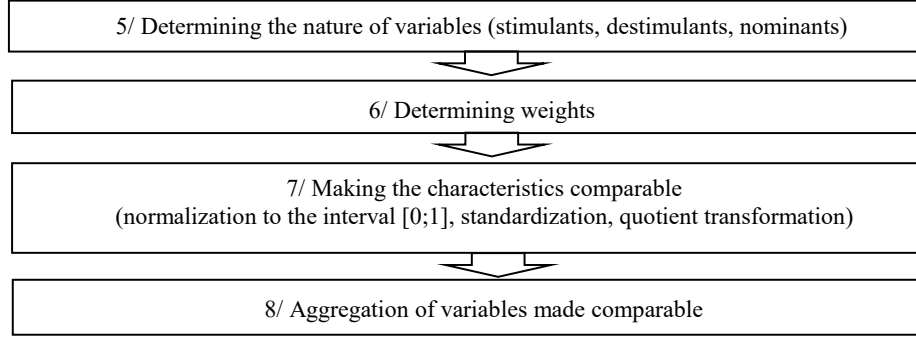 5/ Determining the nature of variables (stimulants, destimulants, nominants)
6/ Determining weights
7/ Making the characteristics comparable
(normalization to the interval [0;1], standardization, quotient transformation)
8/ Aggregation of variables made comparable